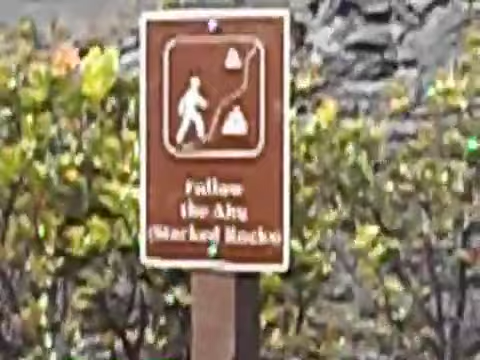 Follow
the Ahu
(Stacked Rocks)